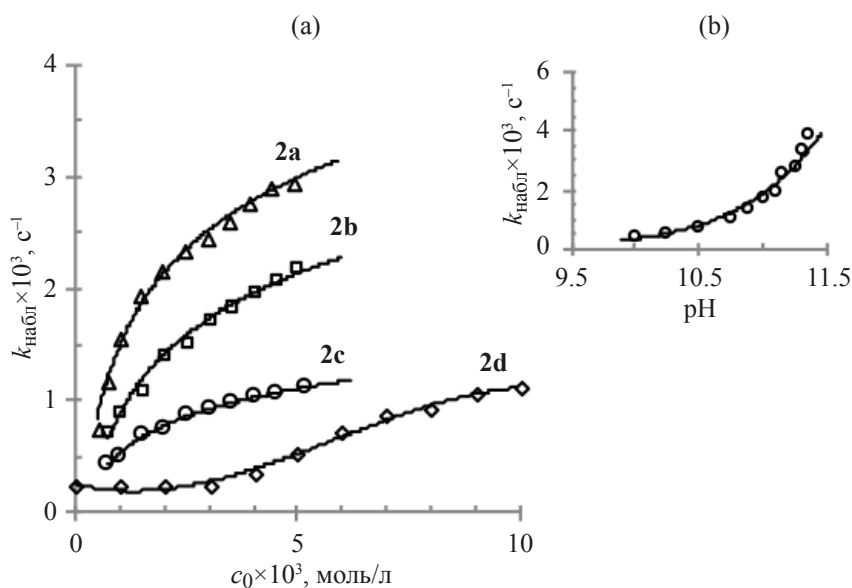 (a)
4
3
2
1
0
0
5
10
2a
2b
2c
2d
kнабл×10³, с⁻¹
c₀×10³, моль/л
(b)
6
4
2
0
9.5
10.5
11.5
kнабл×10³, с⁻¹
pH